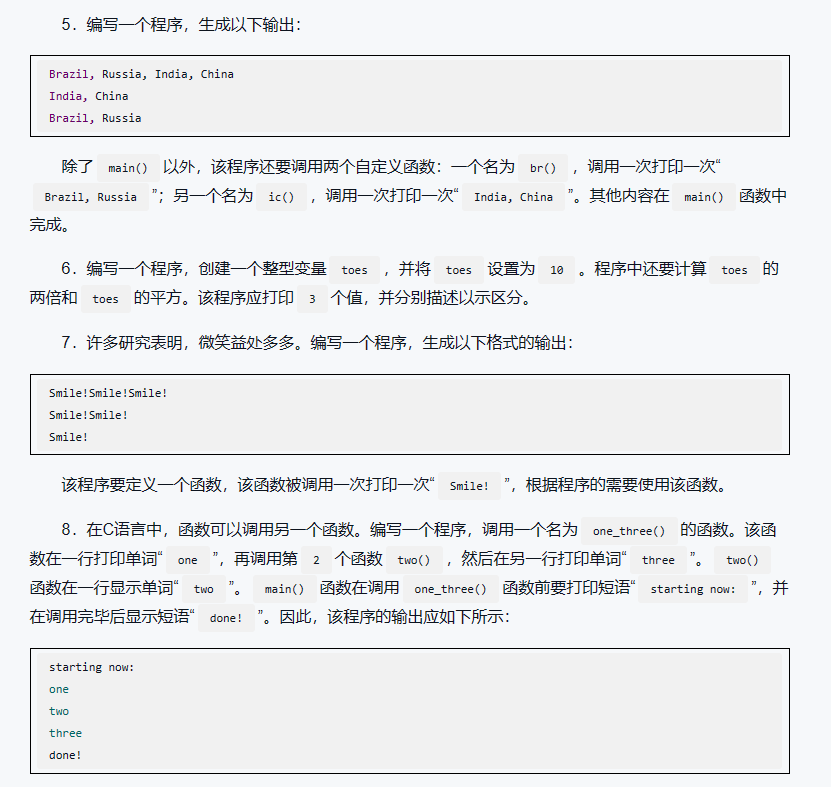 5．编写一个程序，生成以下输出：
Brazil, Russia, India, China
India, China
Brazil, Russia
除了 main() 以外，该程序还要调用两个自定义函数：一个名为 br() ，调用一次打印一次“
Brazil, Russia ”；另一个名为 ic() ，调用一次打印一次“ India, China ”。其他内容在 main() 函数中
完成。
6．编写一个程序，创建一个整型变量 toes ，并将 toes 设置为 10 。程序中还要计算 toes 的
两倍和 toes 的平方。该程序应打印 3 个值，并分别描述以示区分。
7．许多研究表明，微笑益处多多。编写一个程序，生成以下格式的输出：
Smile!Smile!Smile!
Smile!Smile!
Smile!
该程序要定义一个函数，该函数被调用一次打印一次“ Smile! ”，根据程序的需要使用该函数。
8．在C语言中，函数可以调用另一个函数。编写一个程序，调用一个名为 one_three() 的函数。该函
数在一行打印单词“ one ”，再调用第 2 个函数 two() ，然后在另一行打印单词“ three ”。 two()
函数在一行显示单词“ two ”。 main() 函数在调用 one_three() 函数前要打印短语“ starting now: ”，并
在调用完毕后显示短语“ done! ”。因此，该程序的输出应如下所示：
starting now:
one
two
three
done!